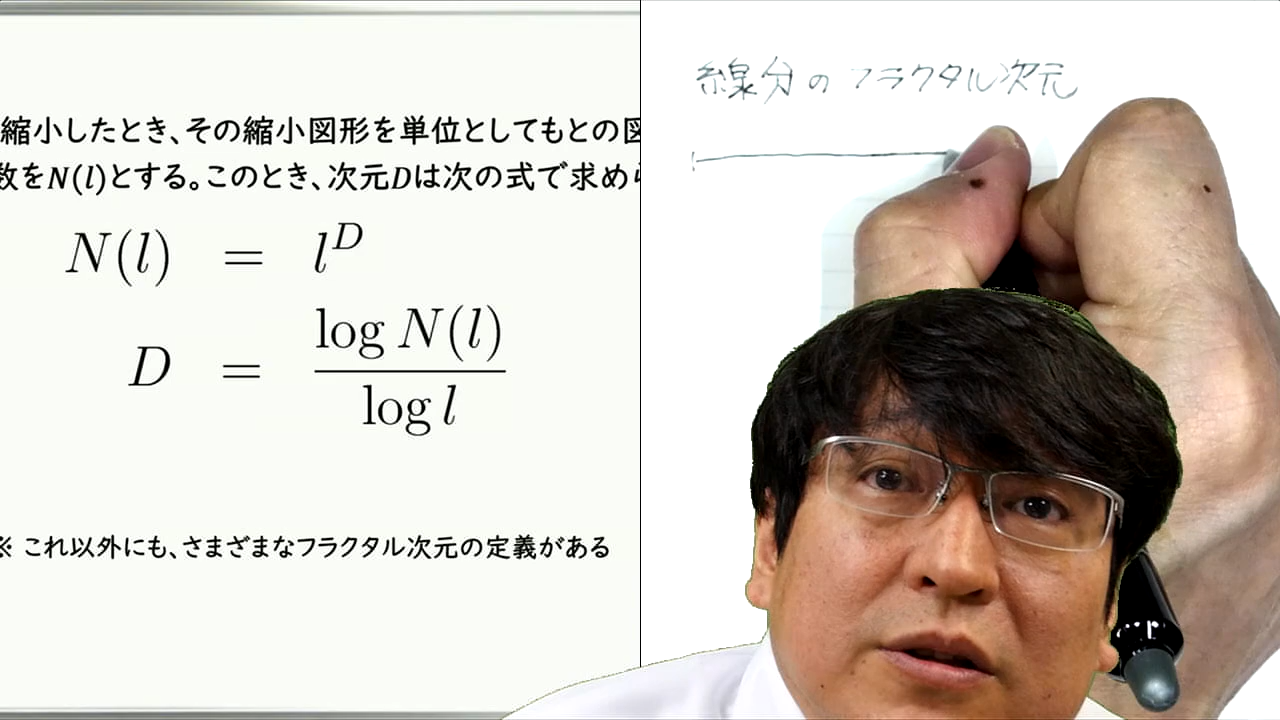 縮小したとき、その縮小図形を単位としてもとの図
数をN(l)とする。このとき、次元Dは次の式で求めら
N(l) = l^D
D = log N(l) / log l
※ これ以外にも、さまざまなフラクタル次元の定義がある
線分のフラクタル次元